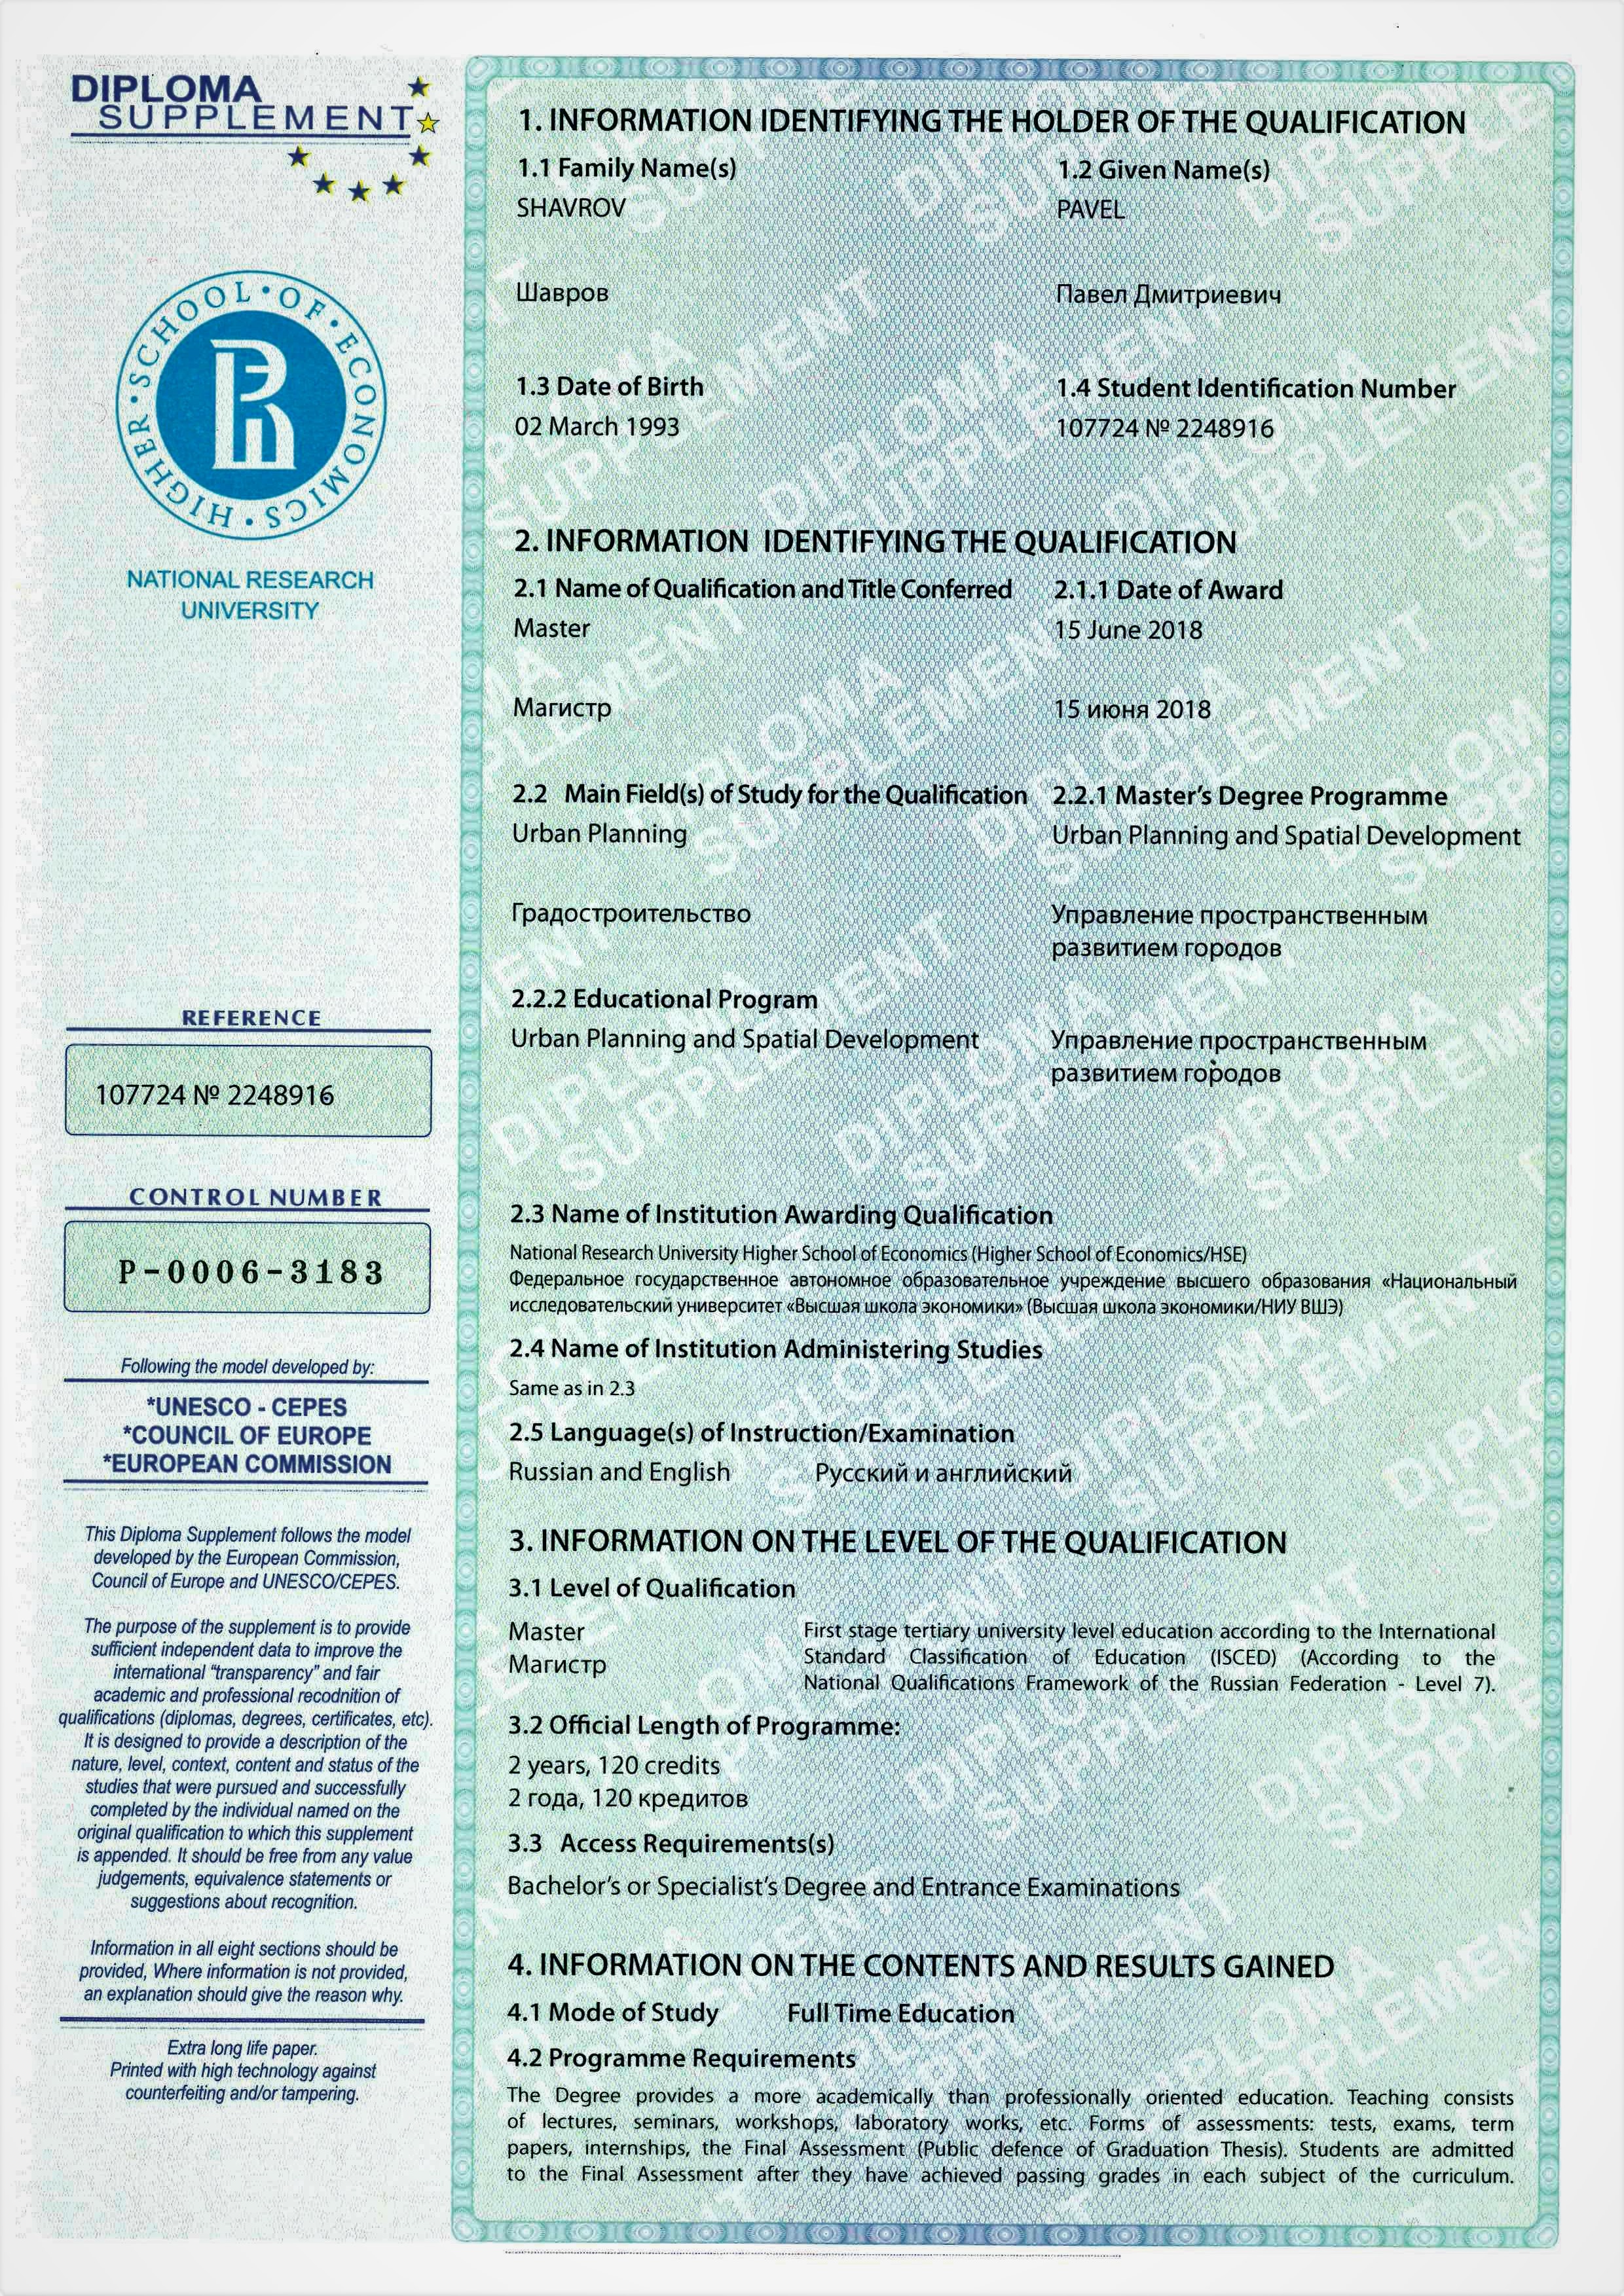 DIPLOMA
SUPPLEMENT
HIGHER • SCHOOL • OF • ECONOMICS •
NATIONAL RESEARCH
UNIVERSITY
REFERENCE
107724 № 2248916
CONTROL NUMBER
P-0006-3183
Following the model developed by:
*UNESCO - CEPES
*COUNCIL OF EUROPE
*EUROPEAN COMMISSION
This Diploma Supplement follows the model
developed by the European Commission,
Council of Europe and UNESCO/CEPES.
The purpose of the supplement is to provide
sufficient independent data to improve the
international “transparency” and fair
academic and professional recodnition of
qualifications (diplomas, degrees, certificates, etc).
It is designed to provide a description of the
nature, level, context, content and status of the
studies that were pursued and successfully
completed by the individual named on the
original qualification to which this supplement
is appended. It should be free from any value
judgements, equivalence statements or
suggestions about recognition.
Information in all eight sections should be
provided, Where information is not provided,
an explanation should give the reason why.
Extra long life paper.
Printed with high technology against
counterfeiting and/or tampering.
1. INFORMATION IDENTIFYING THE HOLDER OF THE QUALIFICATION
1.1 Family Name(s) 1.2 Given Name(s)
SHAVROV PAVEL
Шавров Павел Дмитриевич
1.3 Date of Birth 1.4 Student Identification Number
02 March 1993 107724 № 2248916
2. INFORMATION IDENTIFYING THE QUALIFICATION
2.1 Name of Qualification and Title Conferred 2.1.1 Date of Award
Master 15 June 2018
Магистр 15 июня 2018
2.2 Main Field(s) of Study for the Qualification 2.2.1 Master’s Degree Programme
Urban Planning Urban Planning and Spatial Development
Градостроительство Управление пространственным
развитием городов
2.2.2 Educational Program
Urban Planning and Spatial Development Управление пространственным
развитием городов
2.3 Name of Institution Awarding Qualification
National Research University Higher School of Economics (Higher School of Economics/HSE)
Федеральное государственное автономное образовательное учреждение высшего образования «Национальный
исследовательский университет «Высшая школа экономики» (Высшая школа экономики/НИУ ВШЭ)
2.4 Name of Institution Administering Studies
Same as in 2.3
2.5 Language(s) of Instruction/Examination
Russian and English Русский и английский
3. INFORMATION ON THE LEVEL OF THE QUALIFICATION
3.1 Level of Qualification
Master First stage tertiary university level education according to the International
Магистр Standard Classification of Education (ISCED) (According to the
National Qualifications Framework of the Russian Federation - Level 7).
3.2 Official Length of Programme:
2 years, 120 credits
2 года, 120 кредитов
3.3 Access Requirements(s)
Bachelor’s or Specialist’s Degree and Entrance Examinations
4. INFORMATION ON THE CONTENTS AND RESULTS GAINED
4.1 Mode of Study Full Time Education
4.2 Programme Requirements
The Degree provides a more academically than professionally oriented education. Teaching consists
of lectures, seminars, workshops, laboratory works, etc. Forms of assessments: tests, exams, term
papers, internships, the Final Assessment (Public defence of Graduation Thesis). Students are admitted
to the Final Assessment after they have achieved passing grades in each subject of the curriculum.